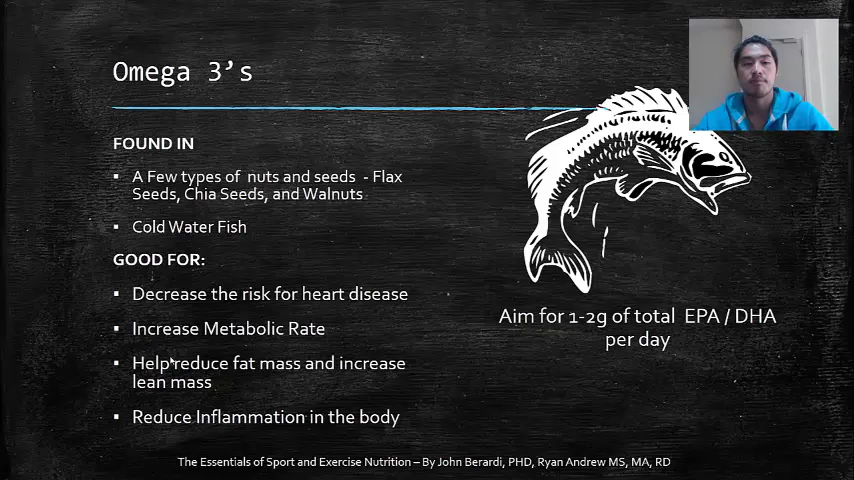 Omega 3's
FOUND IN
▪ A Few types of nuts and seeds - Flax
Seeds, Chia Seeds, and Walnuts
▪ Cold Water Fish
GOOD FOR:
▪ Decrease the risk for heart disease
▪ Increase Metabolic Rate
▪ Help reduce fat mass and increase
lean mass
▪ Reduce Inflammation in the body
Aim for 1-2g of total EPA / DHA
per day
The Essentials of Sport and Exercise Nutrition – By John Berardi, PHD, Ryan Andrew MS, MA, RD